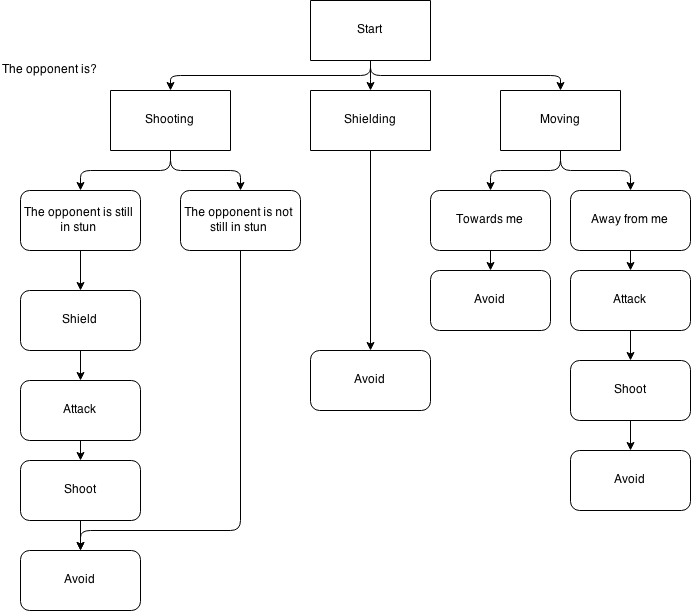 Start
The opponent is?
Shooting
Shielding
Moving
The opponent is still
in stun
The opponent is not
still in stun
Towards me
Away from me
Shield
Avoid
Attack
Attack
Avoid
Shoot
Shoot
Avoid
Avoid